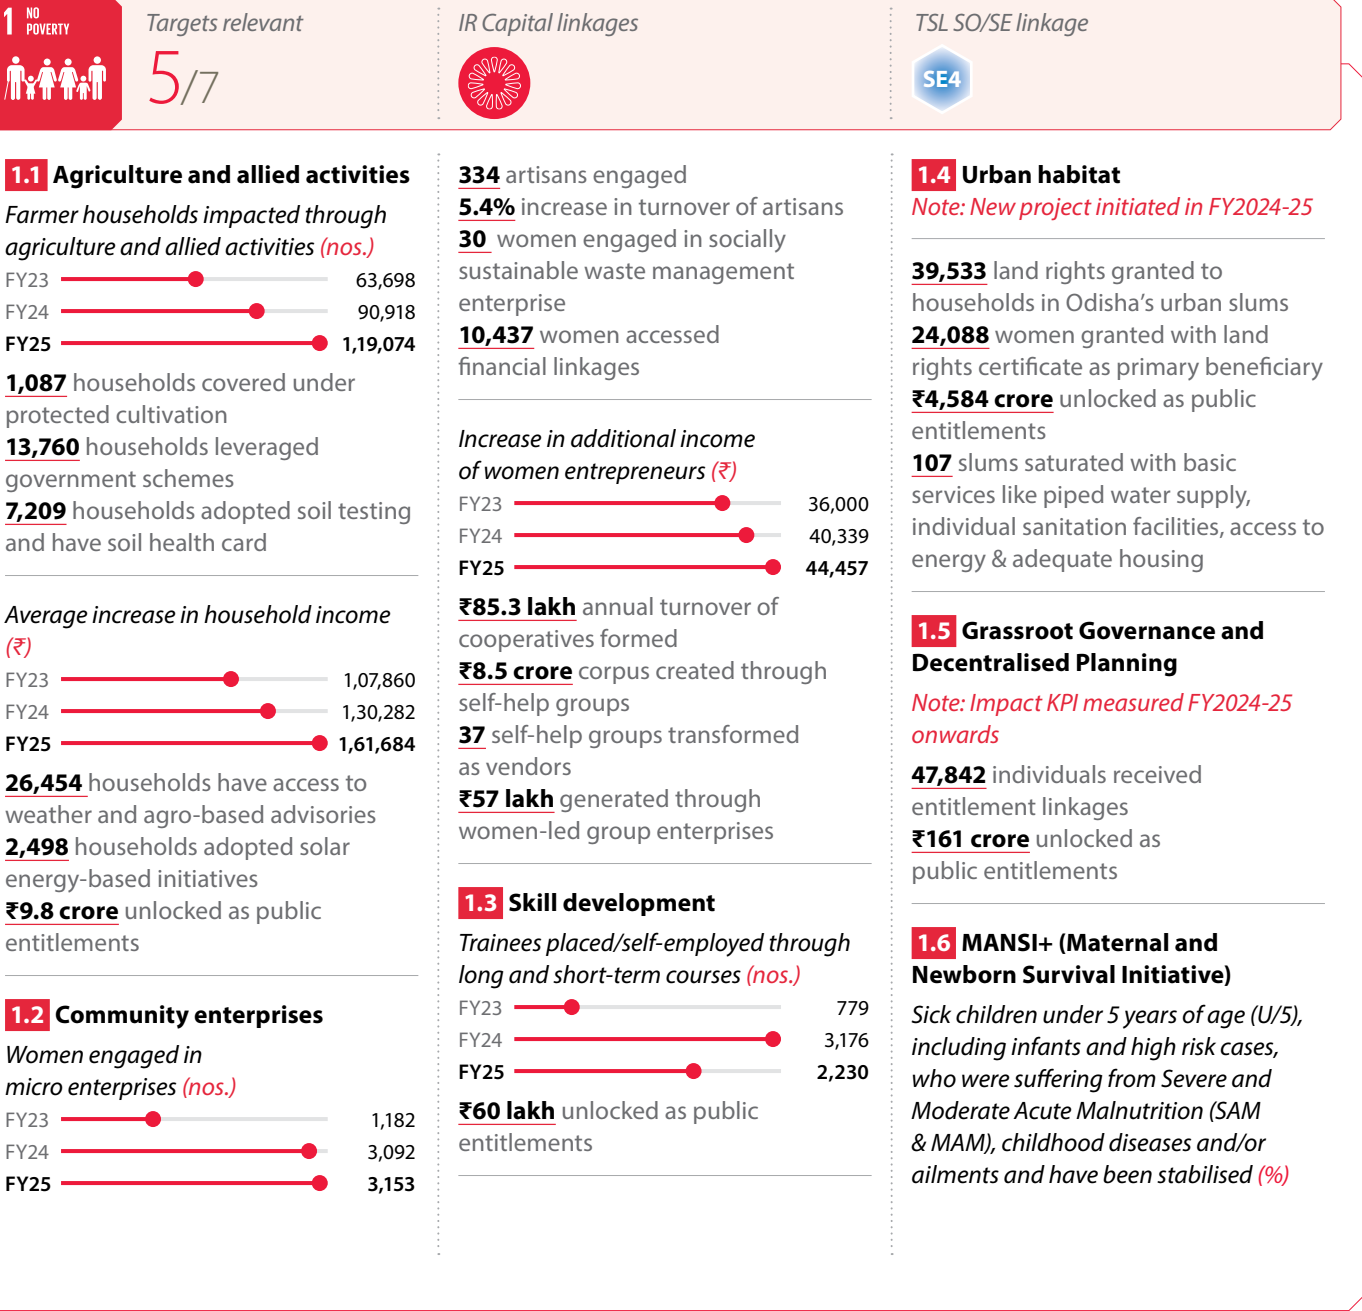 1 NO
POVERTY
Targets relevant
5/7
IR Capital linkages
TSL SO/SE linkage
SE4
1.1 Agriculture and allied activities
Farmer households impacted through
agriculture and allied activities (nos.)
FY23 63,698
FY24 90,918
FY25 1,19,074
1,087 households covered under
protected cultivation
13,760 households leveraged
government schemes
7,209 households adopted soil testing
and have soil health card
Average increase in household income
(₹)
FY23 1,07,860
FY24 1,30,282
FY25 1,61,684
26,454 households have access to
weather and agro-based advisories
2,498 households adopted solar
energy-based initiatives
₹9.8 crore unlocked as public
entitlements
1.2 Community enterprises
Women engaged in
micro enterprises (nos.)
FY23 1,182
FY24 3,092
FY25 3,153
334 artisans engaged
5.4% increase in turnover of artisans
30 women engaged in socially
sustainable waste management
enterprise
10,437 women accessed
financial linkages
Increase in additional income
of women entrepreneurs (₹)
FY23 36,000
FY24 40,339
FY25 44,457
₹85.3 lakh annual turnover of
cooperatives formed
₹8.5 crore corpus created through
self-help groups
37 self-help groups transformed
as vendors
₹57 lakh generated through
women-led group enterprises
1.3 Skill development
Trainees placed/self-employed through
long and short-term courses (nos.)
FY23 779
FY24 3,176
FY25 2,230
₹60 lakh unlocked as public
entitlements
1.4 Urban habitat
Note: New project initiated in FY2024-25
39,533 land rights granted to
households in Odisha's urban slums
24,088 women granted with land
rights certificate as primary beneficiary
₹4,584 crore unlocked as public
entitlements
107 slums saturated with basic
services like piped water supply,
individual sanitation facilities, access to
energy & adequate housing
1.5 Grassroot Governance and
Decentralised Planning
Note: Impact KPI measured FY2024-25
onwards
47,842 individuals received
entitlement linkages
₹161 crore unlocked as
public entitlements
1.6 MANSI+ (Maternal and
Newborn Survival Initiative)
Sick children under 5 years of age (U/5),
including infants and high risk cases,
who were suffering from Severe and
Moderate Acute Malnutrition (SAM
& MAM), childhood diseases and/or
ailments and have been stabilised (%)